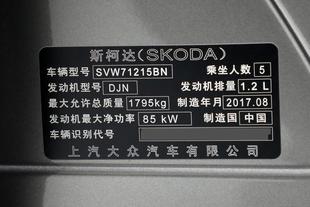 斯柯达(SKODA)
车辆型号 SVW71215BN 乘坐人数 5
发动机型号 DJN 发动机排量 1.2 L
最大允许总质量 1795kg 制造年月 2017.08
发动机最大净功率 85 kW 制造国 中国
车辆识别代号
上汽大众汽车有限公司